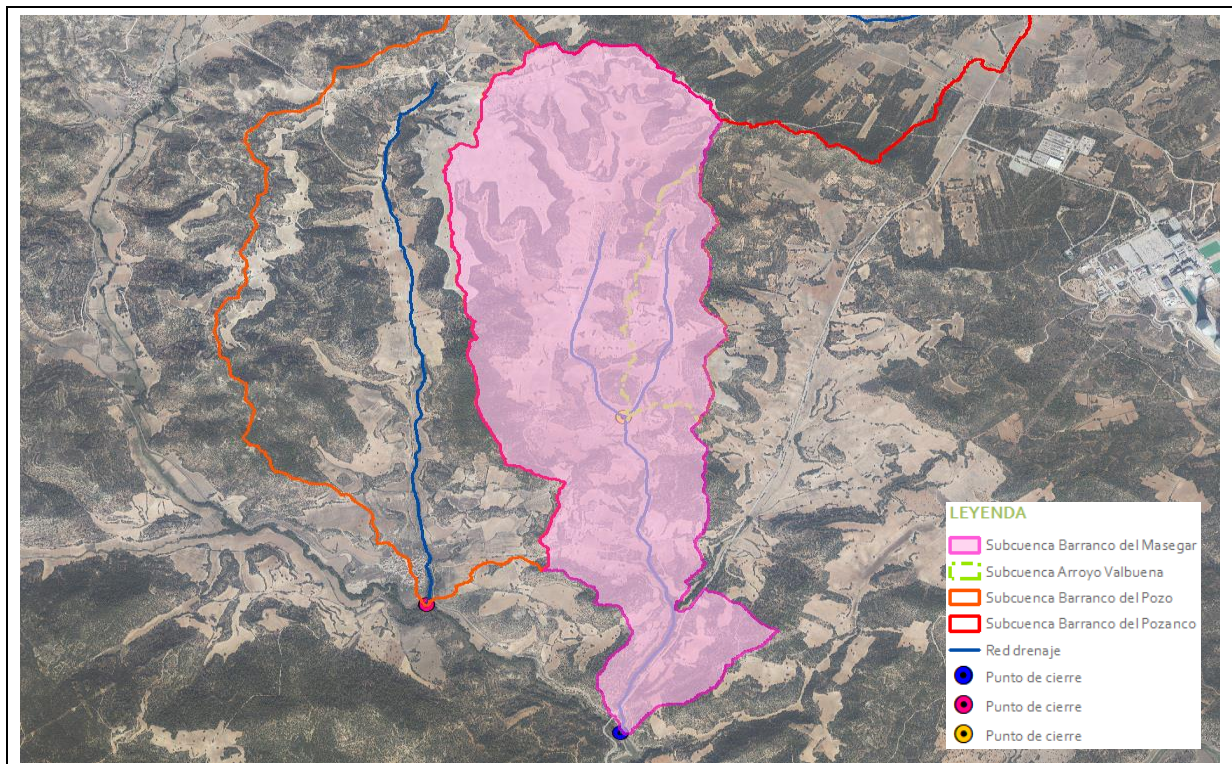 LEYENDA
Subcuenca Barranco del Masegar
Subcuenca Arroyo Valbuena
Subcuenca Barranco del Pozo
Subcuenca Barranco del Pozanco
Red drenaje
Punto de cierre
Punto de cierre
Punto de cierre